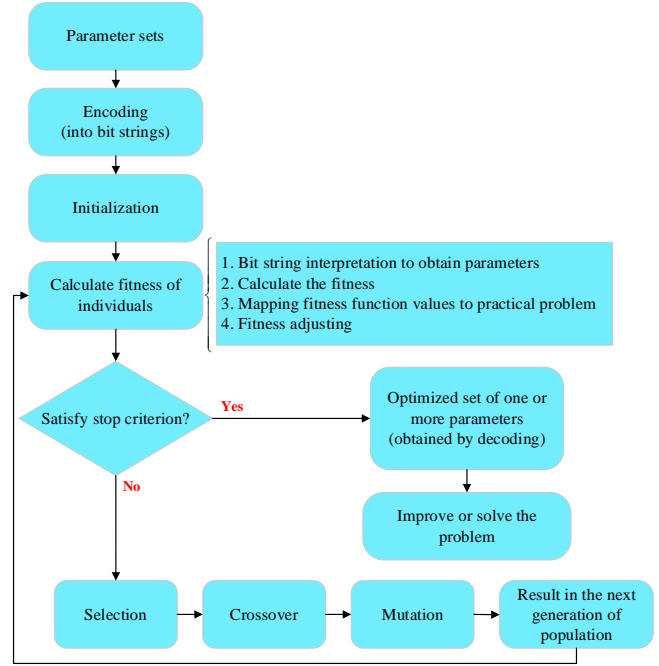 Parameter sets
Encoding
(into bit strings)
Initialization
Calculate fitness of
individuals
1. Bit string interpretation to obtain parameters
2. Calculate the fitness
3. Mapping fitness function values to practical problem
4. Fitness adjusting
Satisfy stop criterion?
Yes
Optimized set of one or
more parameters
(obtained by decoding)
No
Improve or solve the
problem
Selection
Crossover
Mutation
Result in the next
generation of
population